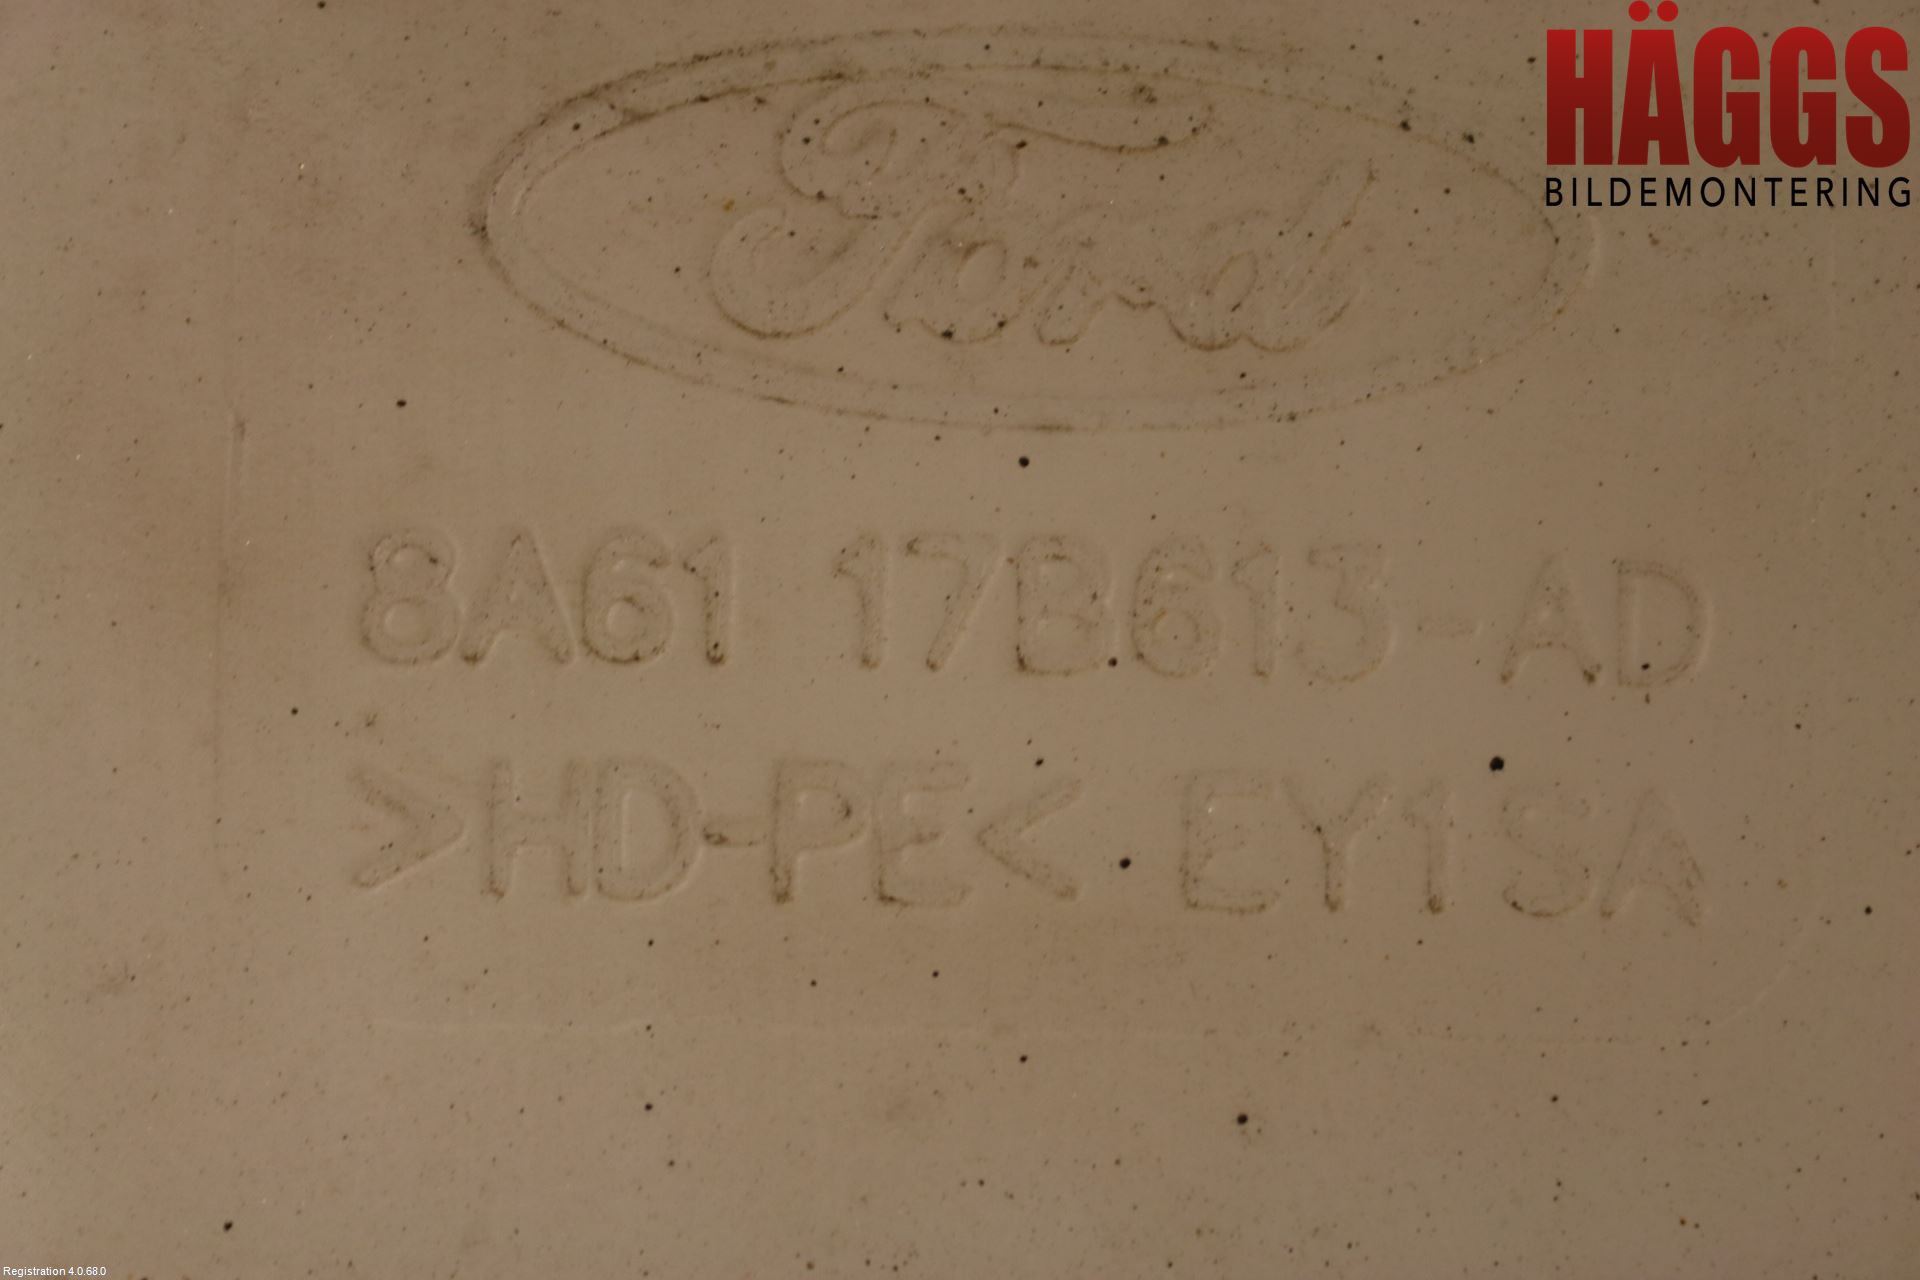 HÄGGS
BILDEMONTERING
Ford
8A61 17B613-AD
>HD-PE< EY1SA
Registration 4.0.68.0